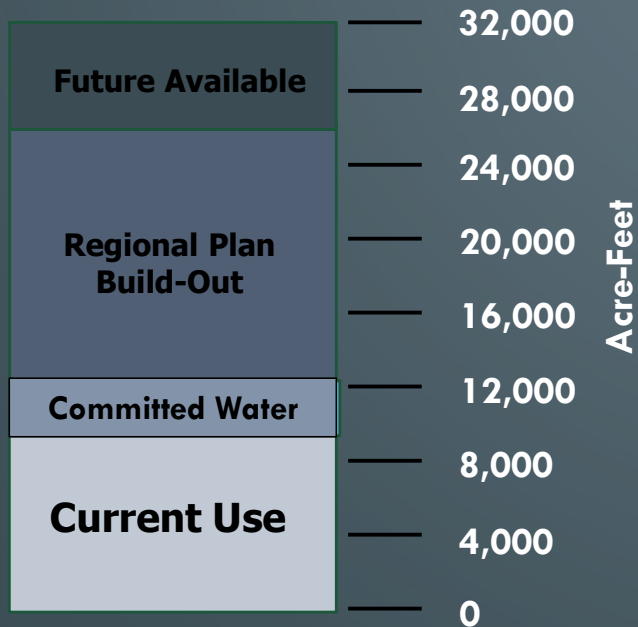 Future Available
Regional Plan
Build-Out
Committed Water
Current Use
32,000
28,000
24,000
20,000
16,000
12,000
8,000
4,000
0
Acre-Feet